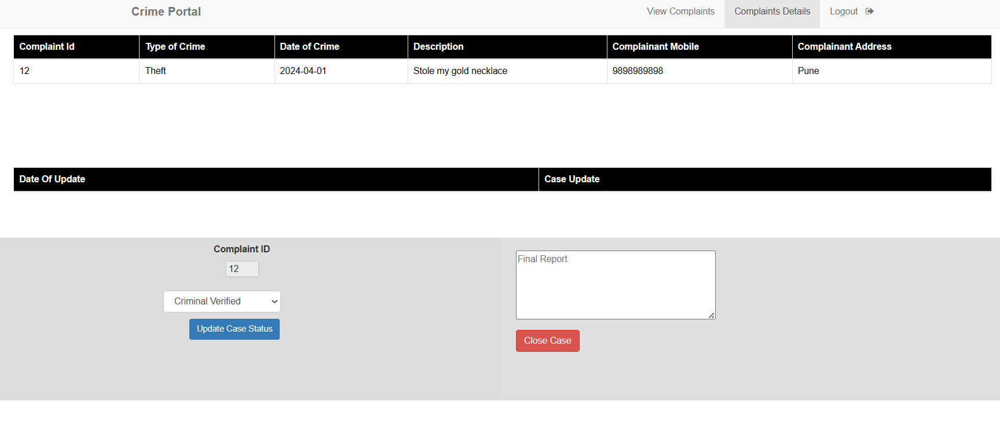 Crime Portal View Complaints Complaints Details Logout
Complaint Id Type of Crime Date of Crime Description Complainant Mobile Complainant Address
12 Theft 2024-04-01 Stole my gold necklace 9898989898 Pune
Date Of Update Case Update
Complaint ID
12
Criminal Verified
Update Case Status
Final Report
Close Case